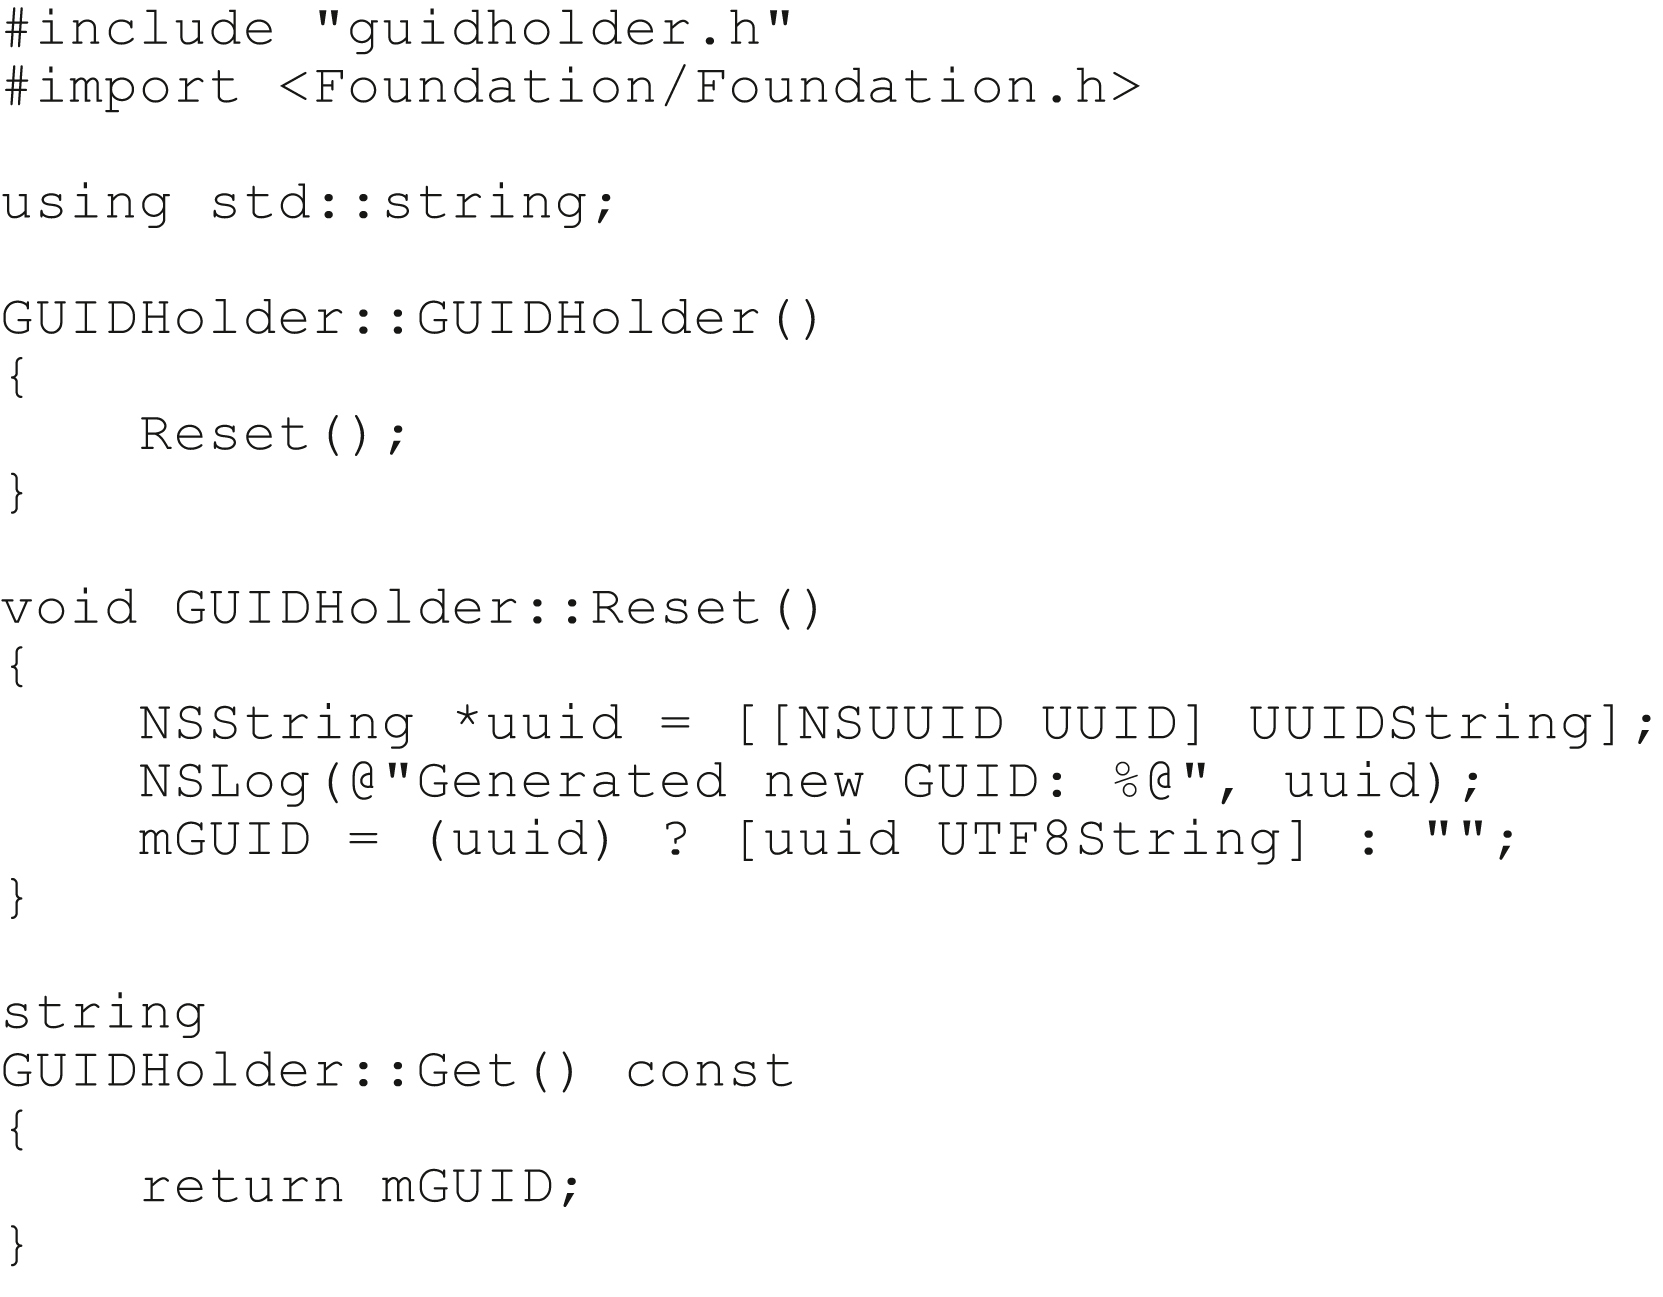 #include "guidholder.h"
#import <Foundation/Foundation.h>

using std::string;

GUIDHolder::GUIDHolder()
{
    Reset();
}

void GUIDHolder::Reset()
{
    NSString *uuid = [[NSUUID UUID] UUIDString];
    NSLog(@"Generated new GUID: %@", uuid);
    mGUID = (uuid) ? [uuid UTF8String] : "";
}

string
GUIDHolder::Get() const
{
    return mGUID;
}